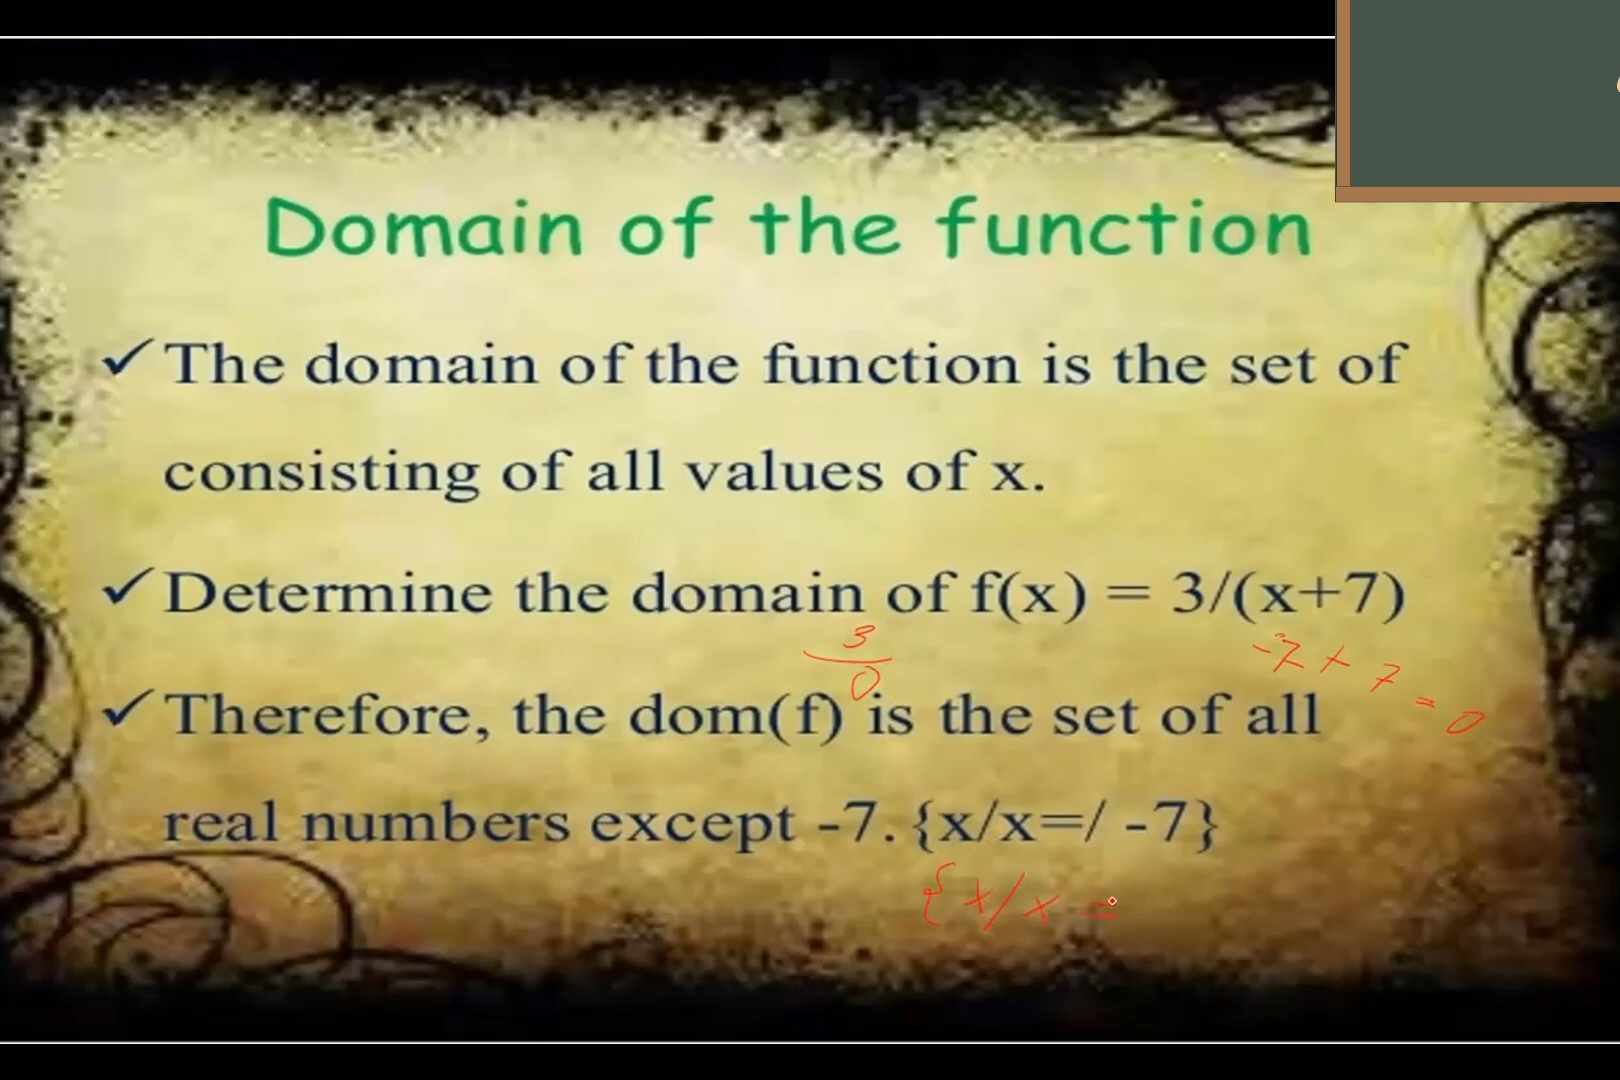 Domain of the function
✓ The domain of the function is the set of
consisting of all values of x.
✓ Determine the domain of f(x) = 3/(x+7)
3
0
-7 + 7 = 0
✓ Therefore, the dom(f) is the set of all
real numbers except -7. {x/x=/ -7}
{x/x =